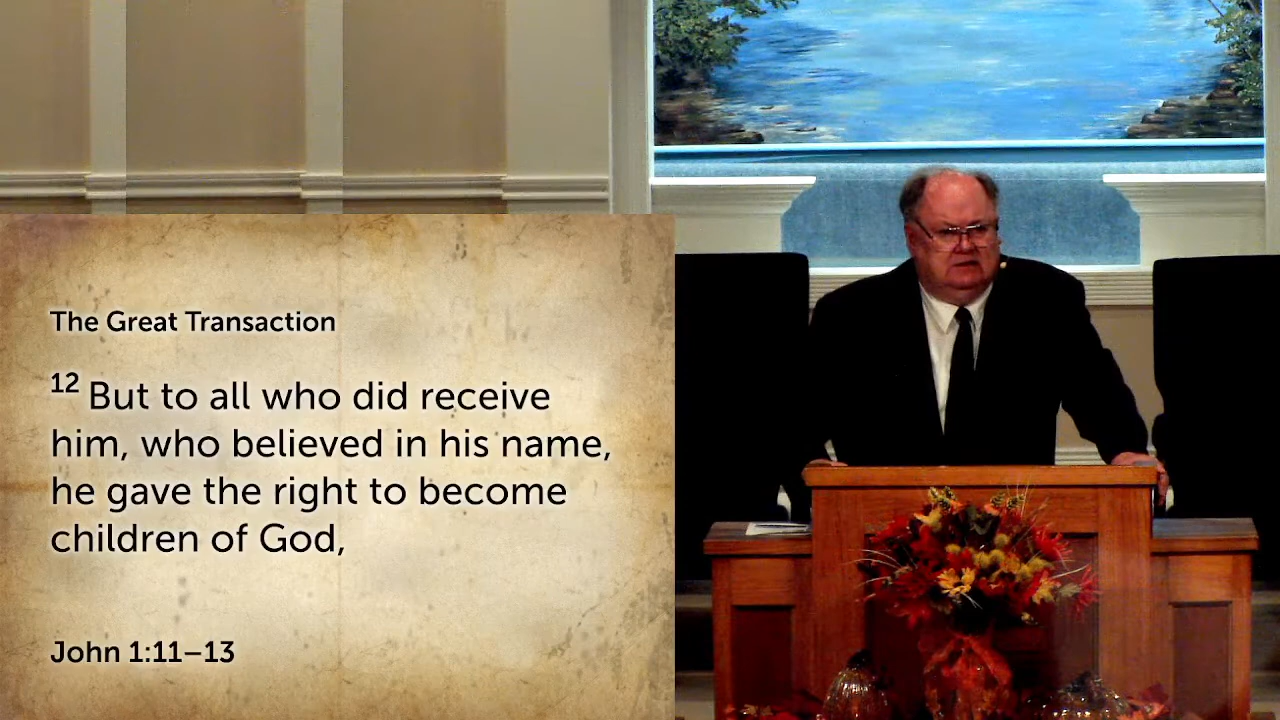 The Great Transaction
12 But to all who did receive
him, who believed in his name,
he gave the right to become
children of God,
John 1:11–13